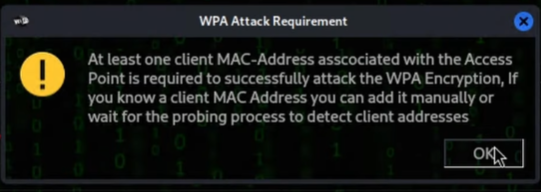 WPA Attack Requirement
At least one client MAC-Address asscociated with the Access
Point is required to successfully attack the WPA Encryption, If
you know a client MAC Address you can add it manually or
wait for the probing process to detect client addresses
OK